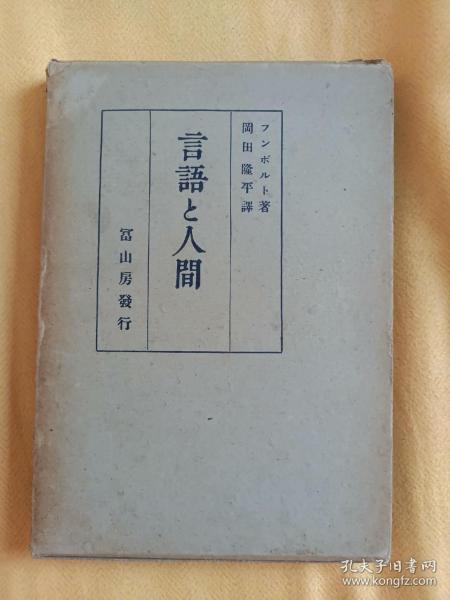 フンボルト著
岡田隆平譯
言語と人間
冨山房發行
孔夫子旧书网
www.kongfz.com